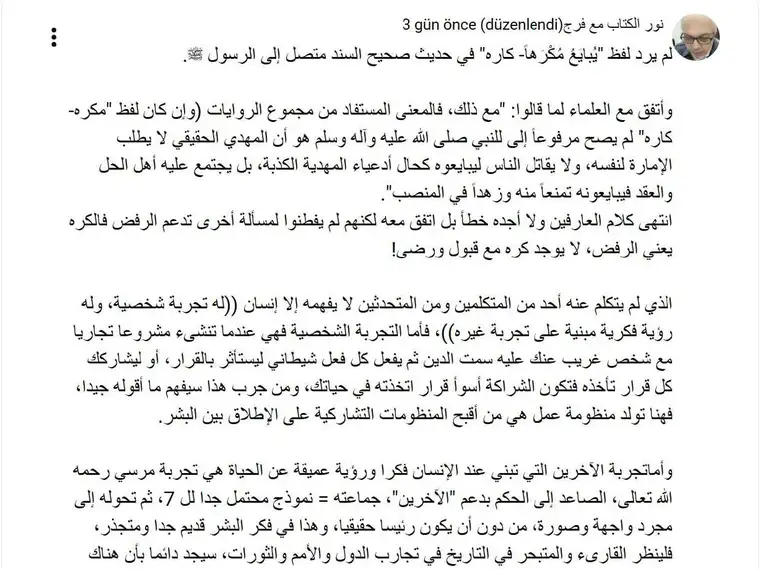 نور الكتاب مع فرج(düzenlendi) 3 gün önce
لم يرد لفظ "يُبايَعُ مُكْرَهاً- كاره" في حديث صحيح السند متصل إلى الرسول ﷺ.
وأتفق مع العلماء لما قالوا: "مع ذلك، فالمعنى المستفاد من مجموع الروايات (وإن كان لفظ "مكره-
كاره" لم يصح مرفوعاً إلى للنبي صلى الله عليه وآله وسلم هو أن المهدي الحقيقي لا يطلب
الإمارة لنفسه، ولا يقاتل الناس ليبايعوه كحال أدعياء المهدية الكذبة، بل يجتمع عليه أهل الحل
والعقد فيبايعونه تمنعاً منه وزهداً في المنصب".
انتهى كلام العارفين ولا أجده خطأ بل اتفق معه لكنهم لم يفطنوا لمسألة أخرى تدعم الرفض فالكره
يعني الرفض، لا يوجد كره مع قبول ورضى!
الذي لم يتكلم عنه أحد من المتكلمين ومن المتحدثين لا يفهمه إلا إنسان ((له تجربة شخصية، وله
رؤية فكرية مبنية على تجربة غيره))، فأما التجربة الشخصية فهي عندما تنشىء مشروعا تجاريا
مع شخص غريب عنك عليه سمت الدين ثم يفعل كل فعل شيطاني ليستأثر بالقرار، أو ليشاركك
كل قرار تأخذه فتكون الشراكة أسوأ قرار اتخذته في حياتك، ومن جرب هذا سيفهم ما أقوله جيدا،
فهنا تولد منظومة عمل هي من أقبح المنظومات التشاركية على الإطلاق بين البشر.
وأماتجربة الآخرين التي تبني عند الإنسان فكرا ورؤية عميقة عن الحياة هي تجربة مرسي رحمه
الله تعالى، الصاعد إلى الحكم بدعم "الآخرين"، جماعته = نموذج محتمل جدا لل 7، ثم تحوله إلى
مجرد واجهة وصورة، من دون أن يكون رئيسا حقيقيا، وهذا في فكر البشر قديم جدا ومتجذر،
فلينظر القارىء والمتبحر في التاريخ في تجارب الدول والأمم والثورات، سيجد دائما بأن هناك